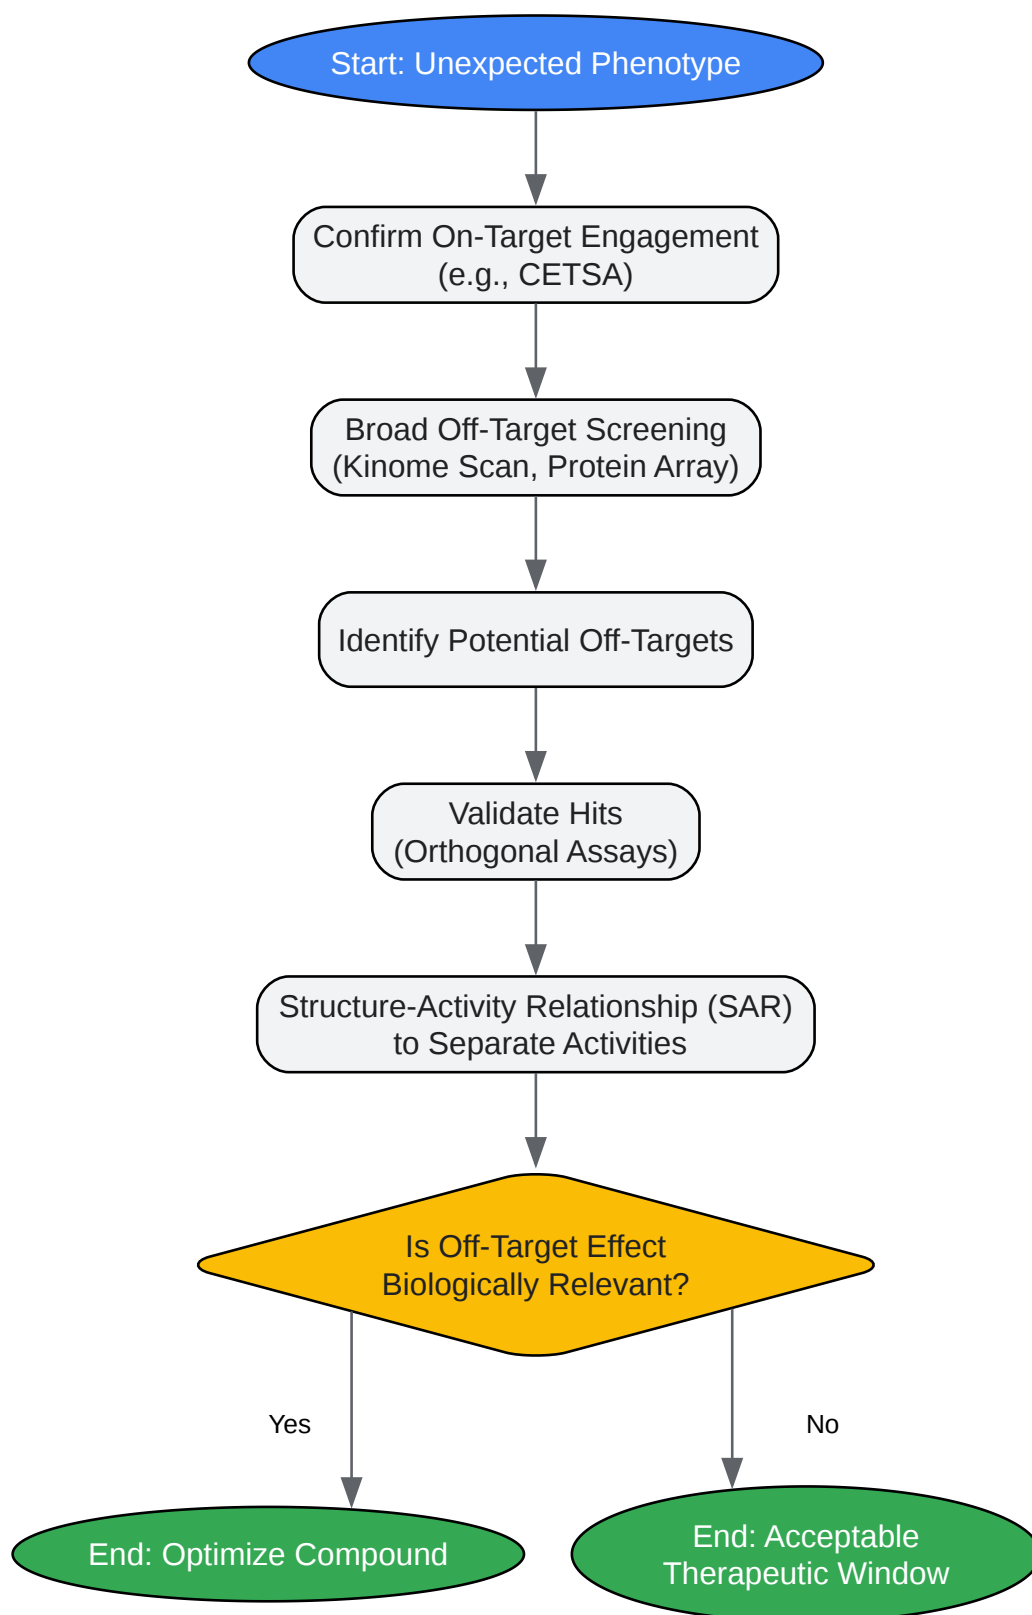 Start: Unexpected Phenotype
Confirm On-Target Engagement
(e.g., CETSA)
Broad Off-Target Screening
(Kinome Scan, Protein Array)
Identify Potential Off-Targets
Validate Hits
(Orthogonal Assays)
Structure-Activity Relationship (SAR)
to Separate Activities
Is Off-Target Effect
Biologically Relevant?
Yes
No
End: Optimize Compound
End: Acceptable
Therapeutic Window